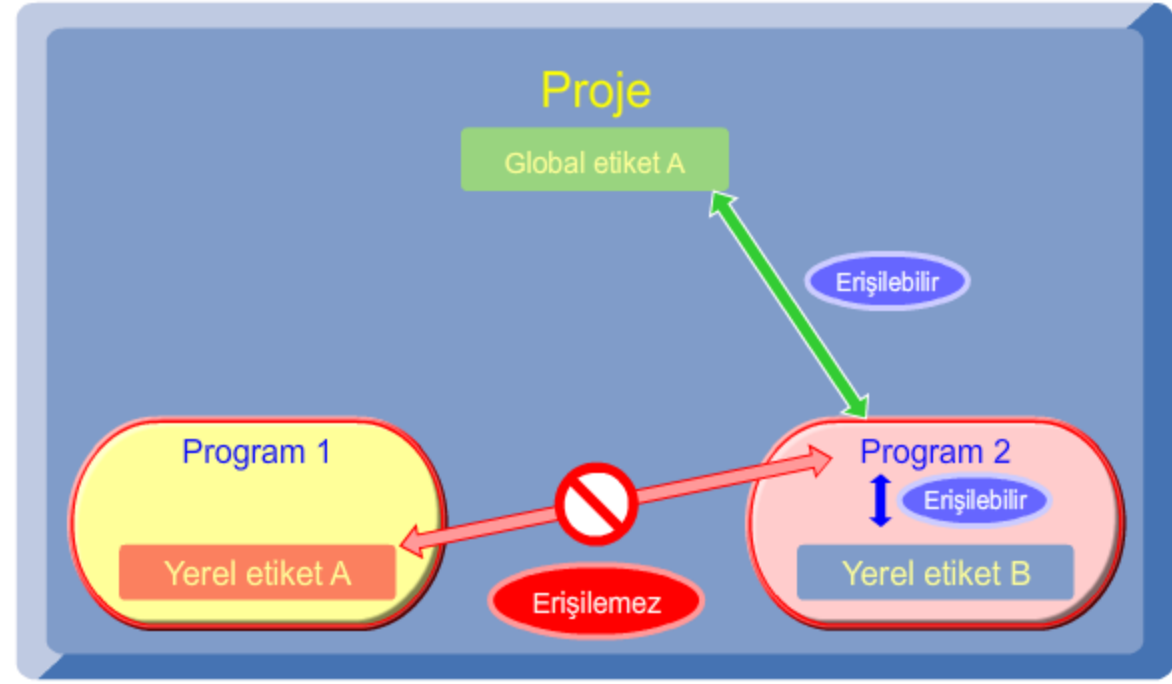 Proje
Global etiket A
Erişilebilir
Program 1
Program 2
Erişilebilir
Yerel etiket A
Yerel etiket B
Erişilemez